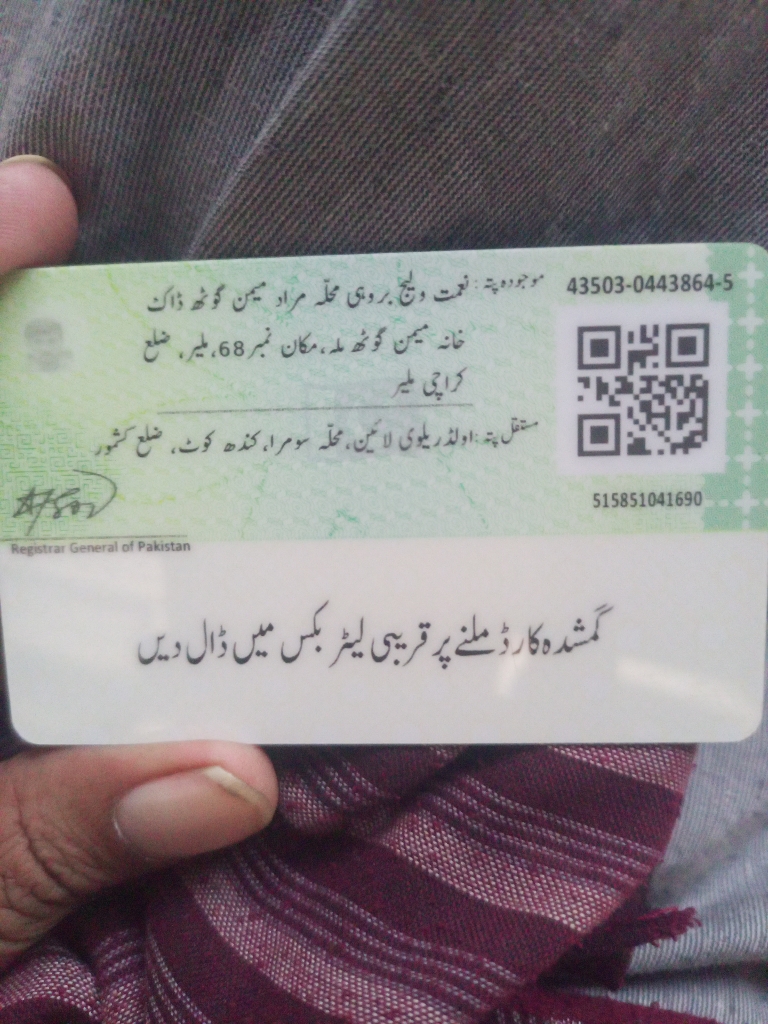 موجودہ پتہ: نعمت ولیج بروہی محلّہ مراد میمن گوٹھ ڈاک
خانہ میمن گوٹھ ملہ، مکان نمبر 68، ملیر، ضلع
کراچی ملیر
43503-0443864-5
مستقل پتہ: اولڈ ریلوی لائین، محلّہ سومرا، کندھ کوٹ، ضلع کشمور
515851041690
Registrar General of Pakistan
گمشدہ کارڈ ملنے پر قریبی لیٹر بکس میں ڈال دیں